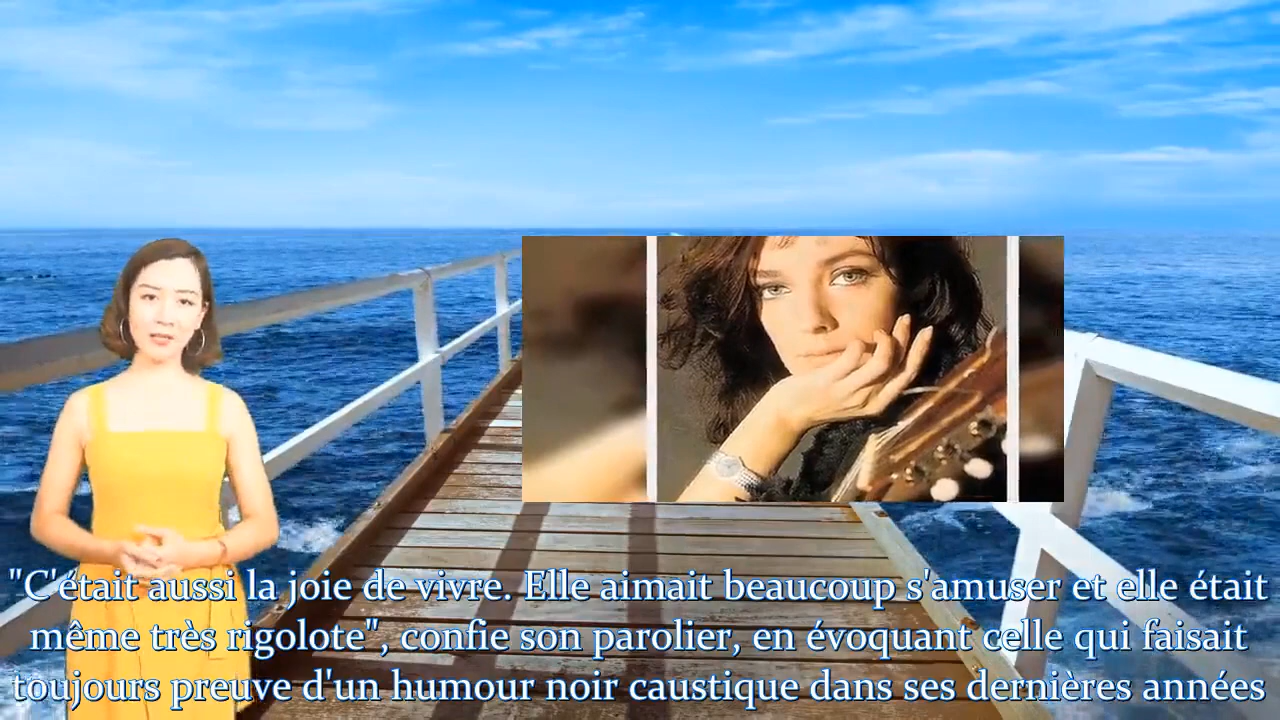 "C'était aussi la joie de vivre. Elle aimait beaucoup s'amuser et elle était
même très rigolote", confie son parolier, en évoquant celle qui faisait
toujours preuve d'un humour noir caustique dans ses dernières années